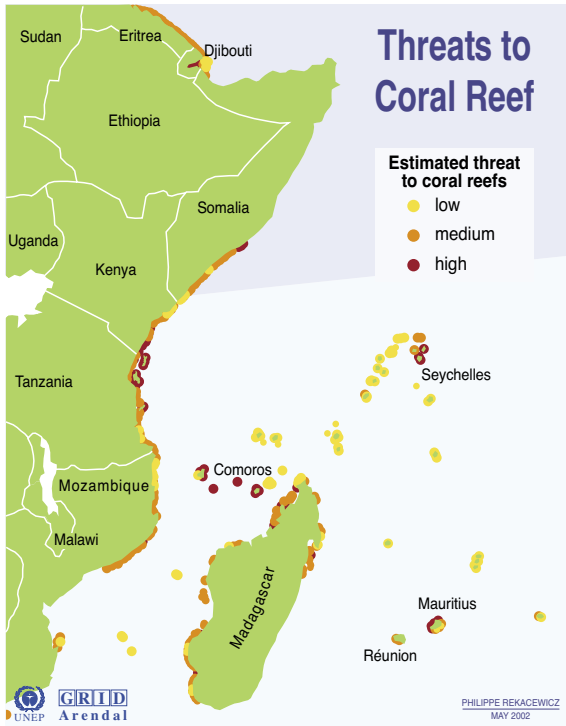 Threats to
Coral Reef
Estimated threat
to coral reefs
low
medium
high
Sudan
Eritrea
Djibouti
Ethiopia
Somalia
Uganda
Kenya
Tanzania
Seychelles
Comoros
Mozambique
Malawi
Madagascar
Mauritius
Réunion
UNEP
GRID
Arendal
PHILIPPE REKACEWICZ
MAY 2002